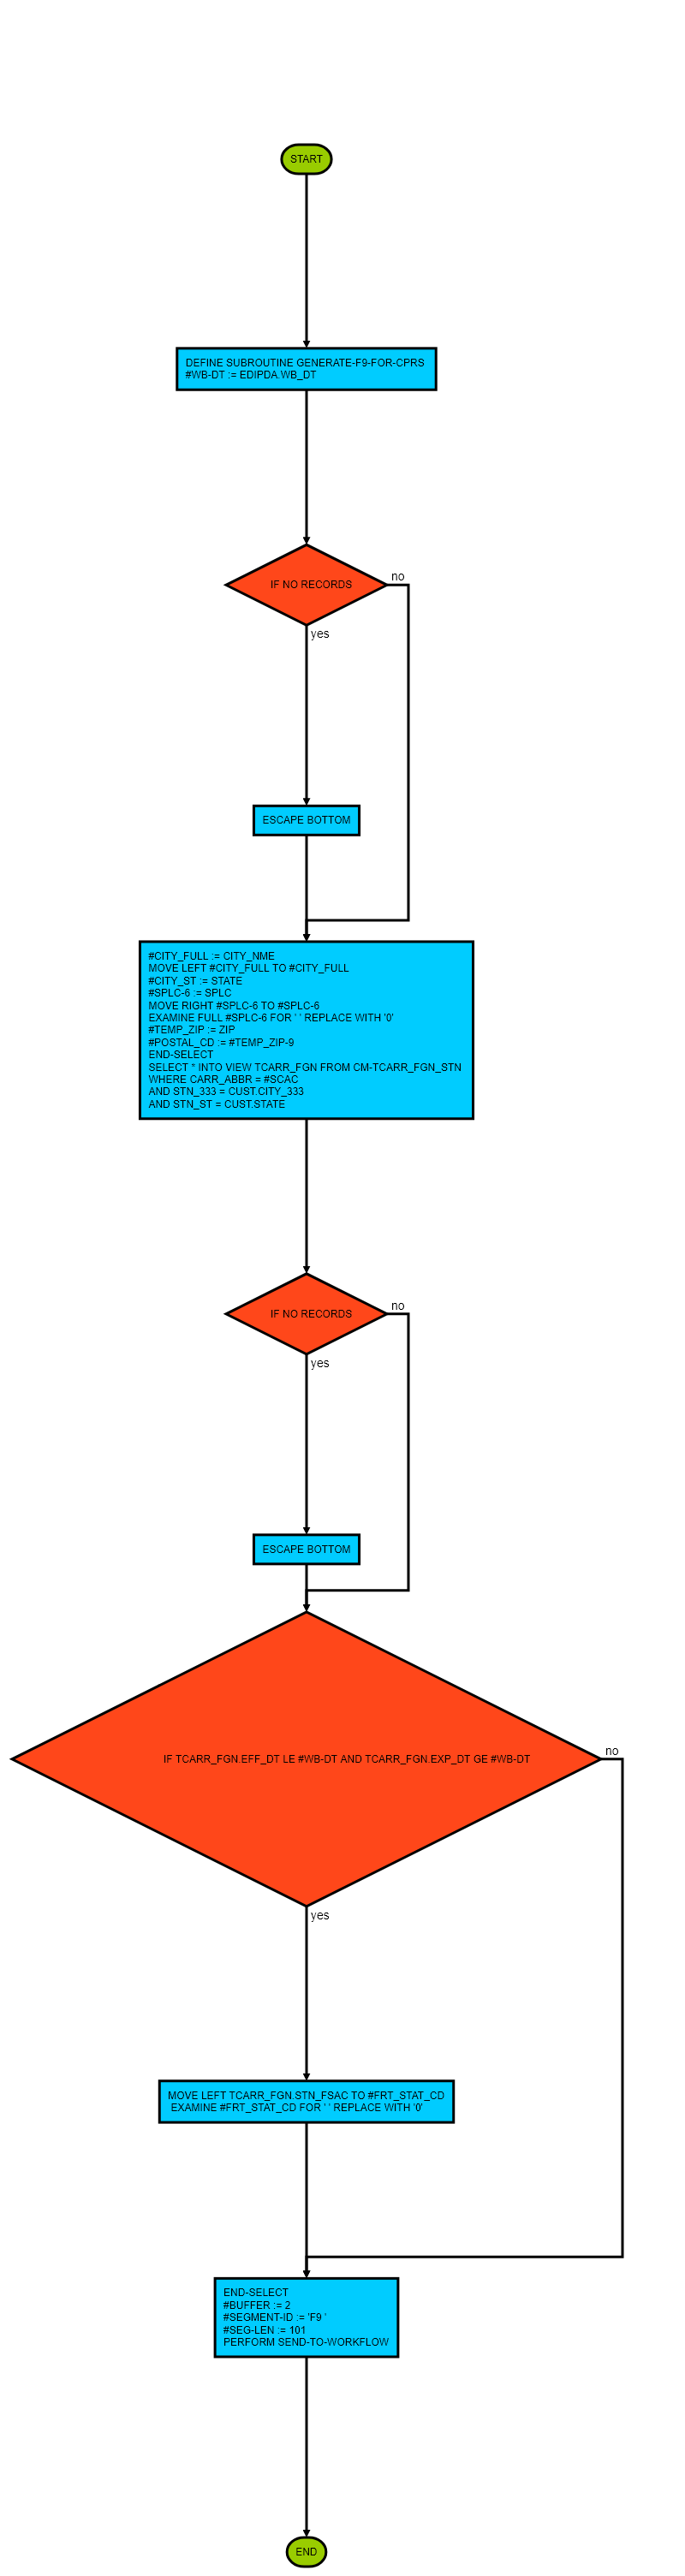 START
DEFINE SUBROUTINE GENERATE-F9-FOR-CPRS
#WB-DT := EDIPDA.WB_DT
IF NO RECORDS
no
yes
ESCAPE BOTTOM
#CITY_FULL := CITY_NME
MOVE LEFT #CITY_FULL TO #CITY_FULL
#CITY_ST := STATE
#SPLC-6 := SPLC
MOVE RIGHT #SPLC-6 TO #SPLC-6
EXAMINE FULL #SPLC-6 FOR ' ' REPLACE WITH '0'
#TEMP_ZIP := ZIP
#POSTAL_CD := #TEMP_ZIP-9
END-SELECT
SELECT * INTO VIEW TCARR_FGN FROM CM-TCARR_FGN_STN
WHERE CARR_ABBR = #SCAC
AND STN_333 = CUST.CITY_333
AND STN_ST = CUST.STATE
IF NO RECORDS
no
yes
ESCAPE BOTTOM
IF TCARR_FGN.EFF_DT LE #WB-DT AND TCARR_FGN.EXP_DT GE #WB-DT
no
yes
MOVE LEFT TCARR_FGN.STN_FSAC TO #FRT_STAT_CD
EXAMINE #FRT_STAT_CD FOR ' ' REPLACE WITH '0'
END-SELECT
#BUFFER := 2
#SEGMENT-ID := 'F9 '
#SEG-LEN := 101
PERFORM SEND-TO-WORKFLOW
END